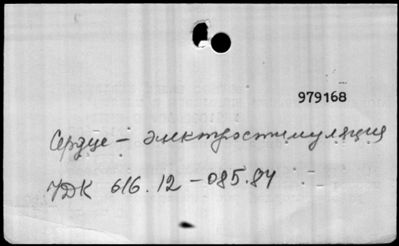 979168
Сердце – электростимуляция
УДК 616.12 – 085.84